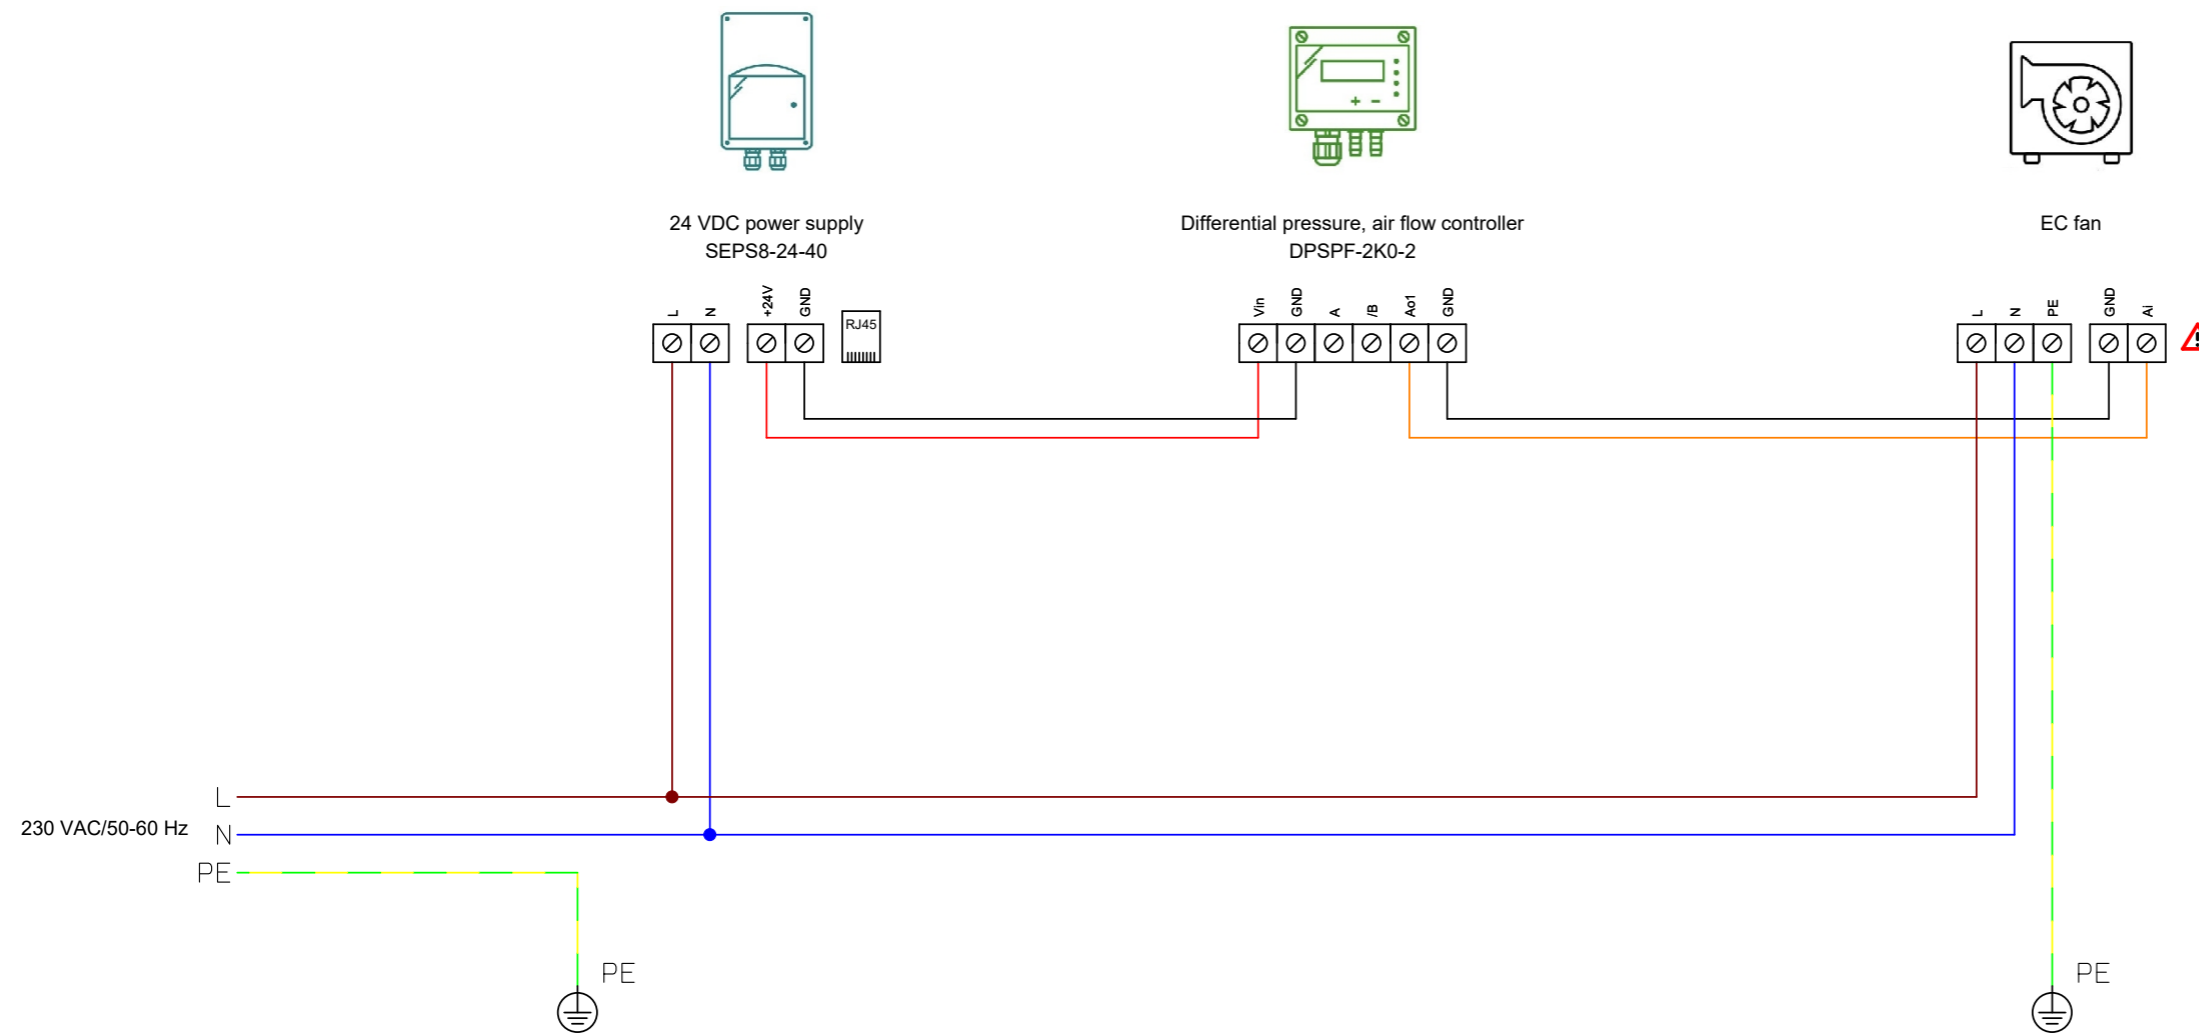 24 VDC power supply
SEPS8-24-40
Differential pressure, air flow controller
DPSPF-2K0-2
EC fan
L N +24V GND RJ45
Vin GND A /B Ao1 GND
L N PE GND Ai
L
230 VAC/50-60 Hz N
PE
PE
PE